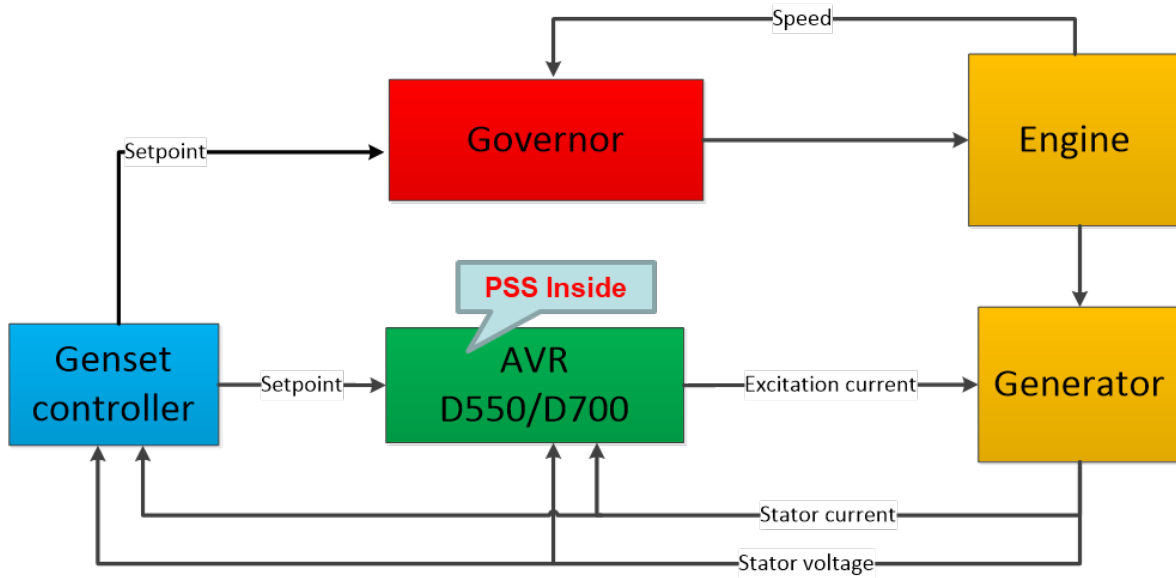 Speed
Governor
Engine
Setpoint
PSS Inside
Genset
controller
Setpoint
AVR
D550/D700
Excitation current
Generator
Stator current
Stator voltage